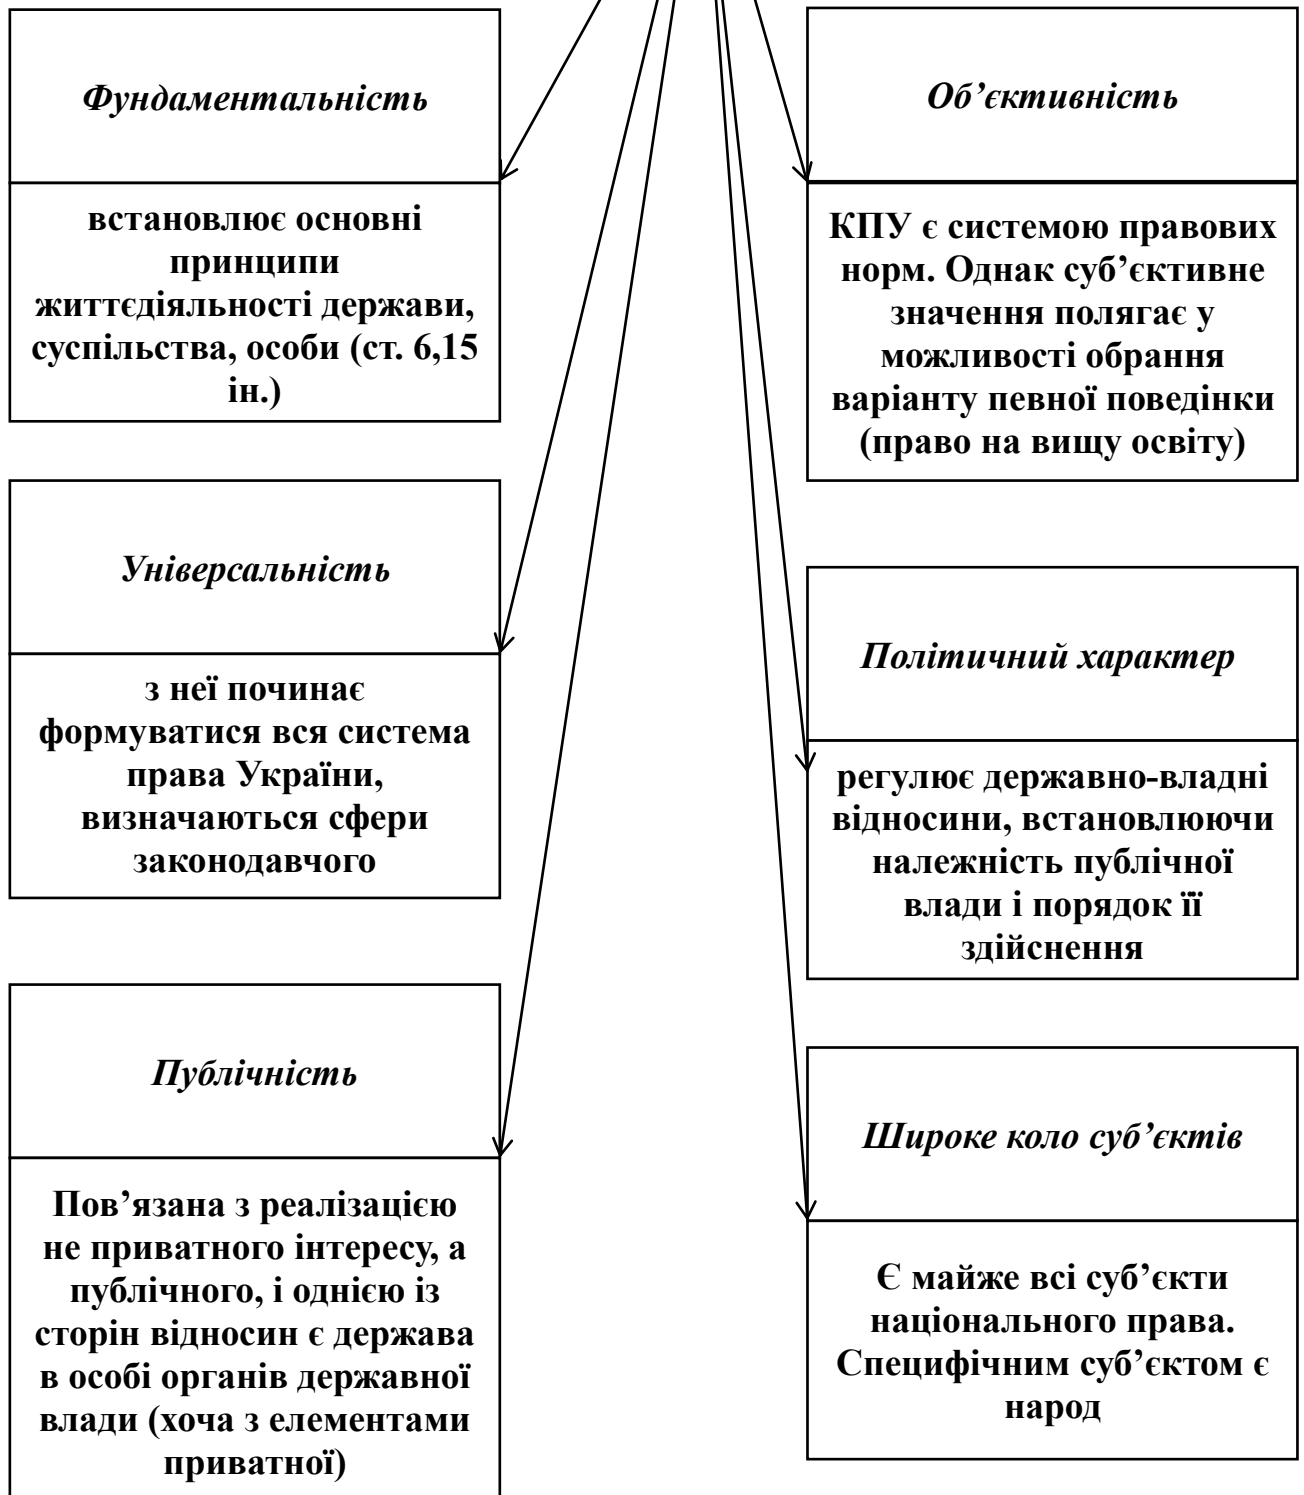 Фундаментальність
встановлює основні
принципи
життєдіяльності держави,
суспільства, особи (ст. 6,15
ін.)
Універсальність
з неї починає
формуватися вся система
права України,
визначаються сфери
законодавчого
Публічність
Пов’язана з реалізацією
не приватного інтересу, а
публічного, і однією із
сторін відносин є держава
в особі органів державної
влади (хоча з елементами
приватної)
Об’єктивність
КПУ є системою правових
норм. Однак суб’єктивне
значення полягає у
можливості обрання
варіанту певної поведінки
(право на вищу освіту)
Політичний характер
регулює державно-владні
відносини, встановлюючи
належність публічної
влади і порядок її
здійснення
Широке коло суб’єктів
Є майже всі суб’єкти
національного права.
Специфічним суб’єктом є
народ